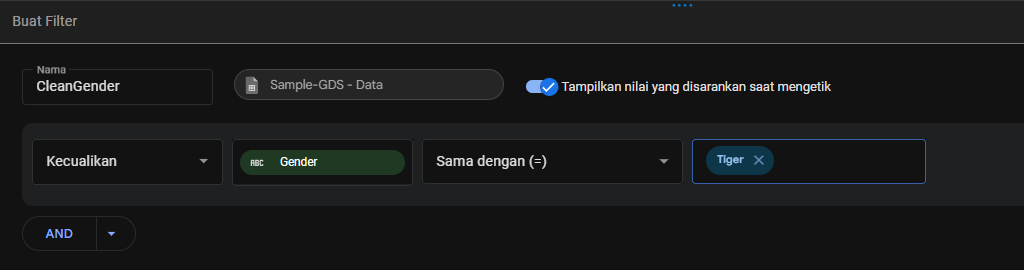 Buat Filter
Nama
CleanGender
Sample-GDS - Data
Tampilkan nilai yang disarankan saat mengetik
Kecualikan
ABC Gender
Sama dengan (=)
Tiger
AND